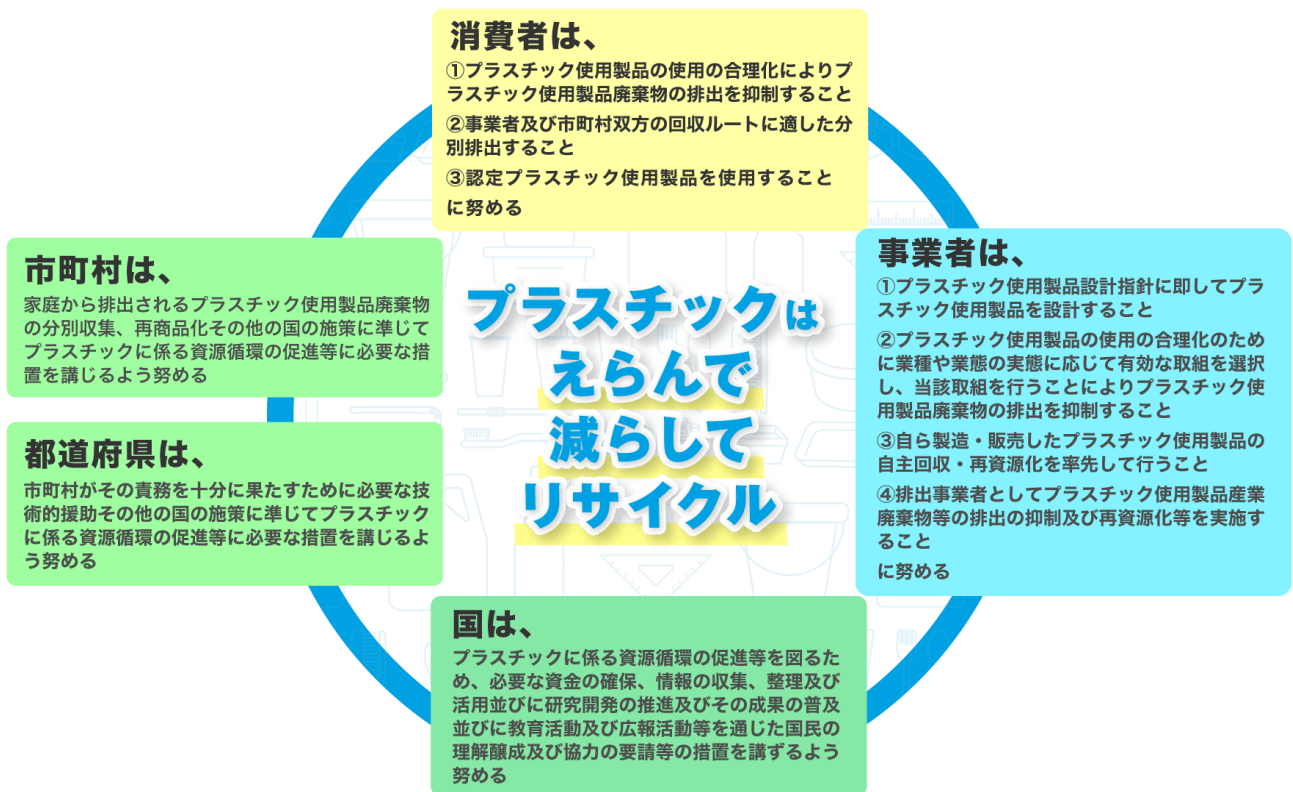 消費者は、
①プラスチック使用製品の使用の合理化によりプ
ラスチック使用製品廃棄物の排出を抑制すること
②事業者及び市町村双方の回収ルートに適した分
別排出すること
③認定プラスチック使用製品を使用すること
に努める
事業者は、
①プラスチック使用製品設計指針に即してプラ
スチック使用製品を設計すること
②プラスチック使用製品の使用の合理化のため
に業種や業態の実態に応じて有効な取組を選択
し、当該取組を行うことによりプラスチック使
用製品廃棄物の排出を抑制すること
③自ら製造・販売したプラスチック使用製品の
自主回収・再資源化を率先して行うこと
④排出事業者としてプラスチック使用製品産業
廃棄物等の排出の抑制及び再資源化等を実施す
ること
に努める
市町村は、
家庭から排出されるプラスチック使用製品廃棄物
の分別収集、再商品化その他の国の施策に準じて
プラスチックに係る資源循環の促進等に必要な措
置を講じるよう努める
都道府県は、
市町村がその責務を十分に果たすために必要な技
術的援助その他の国の施策に準じてプラスチック
に係る資源循環の促進等に必要な措置を講じるよ
う努める
プラスチックは
えらんで
減らして
リサイクル
国は、
プラスチックに係る資源循環の促進等を図るた
め、必要な資金の確保、情報の収集、整理及び
活用並びに研究開発の推進及びその成果の普及
並びに教育活動及び広報活動等を通じた国民の
理解醸成及び協力の要請等の措置を講ずるよう
努める